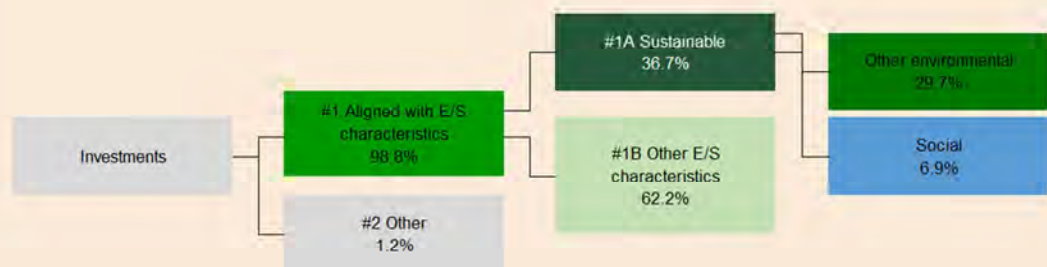 Investments
#1 Aligned with E/S
characteristics
98.8%
#2 Other
1.2%
#1A Sustainable
36.7%
#1B Other E/S
characteristics
62.2%
Other environmental
29.7%
Social
6.9%